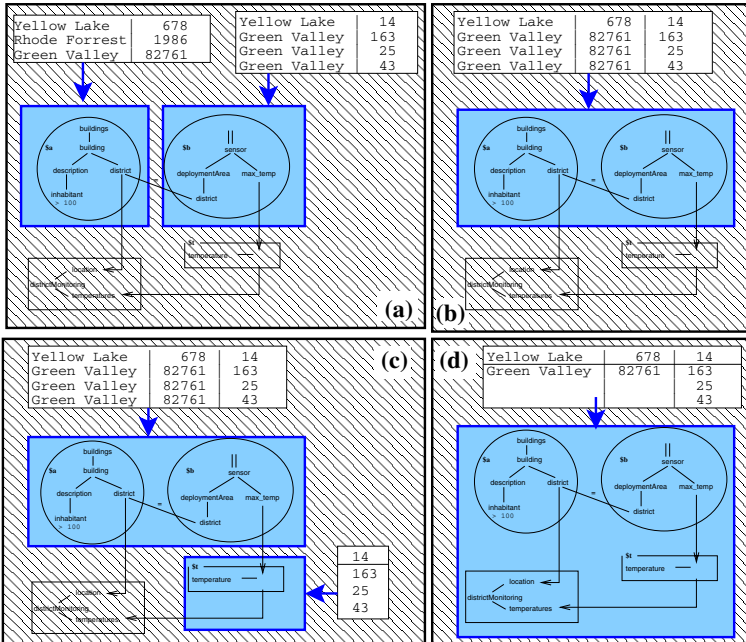 Yellow Lake 678
Rhode Forrest 1986
Green Valley 82761
Yellow Lake 14
Green Valley 163
Green Valley 25
Green Valley 43
buildings
$a building
description district
inhabitant
> 100
=
$b sensor
deploymentArea max_temp
district
$t
temperature
location
districtMonitoring
temperatures
(a)
Yellow Lake 678 14
Green Valley 82761 163
Green Valley 82761 25
Green Valley 82761 43
buildings
$a building
description district
inhabitant
> 100
=
$b sensor
deploymentArea max_temp
district
$t
temperature
location
districtMonitoring
temperatures
(b)
Yellow Lake 678 14
Green Valley 82761 163
Green Valley 82761 25
Green Valley 82761 43
(c)
buildings
$a building
description district
inhabitant
> 100
=
$b sensor
deploymentArea max_temp
district
$t
temperature
14
163
25
43
location
districtMonitoring
temperatures
(d)
Yellow Lake 678 14
Green Valley 82761 163
25
43
buildings
$a building
description district
inhabitant
> 100
=
$b sensor
deploymentArea max_temp
district
$t
temperature
location
districtMonitoring
temperatures